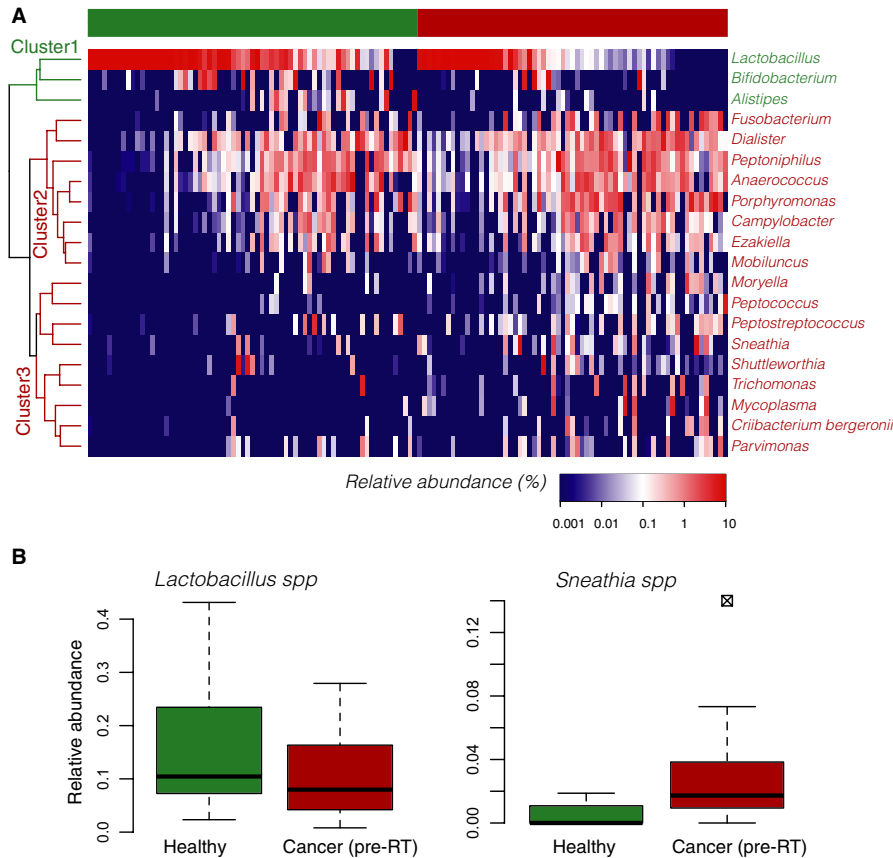 A
Cluster1
Cluster2
Cluster3
Lactobacillus
Bifidobacterium
Alistipes
Fusobacterium
Dialister
Peptoniphilus
Anaerococcus
Porphyromonas
Campylobacter
Ezakiella
Mobiluncus
Moryella
Peptococcus
Peptostreptococcus
Sneathia
Shuttleworthia
Trichomonas
Mycoplasma
Criibacterium bergeronii
Parvimonas
Relative abundance (%)
0.001 0.01 0.1 1 10
B
Lactobacillus spp
Relative abundance
0.4
0.3
0.2
0.1
0.0
Healthy Cancer (pre-RT)
Sneathia spp
0.12
0.08
0.04
0.00
Healthy Cancer (pre-RT)